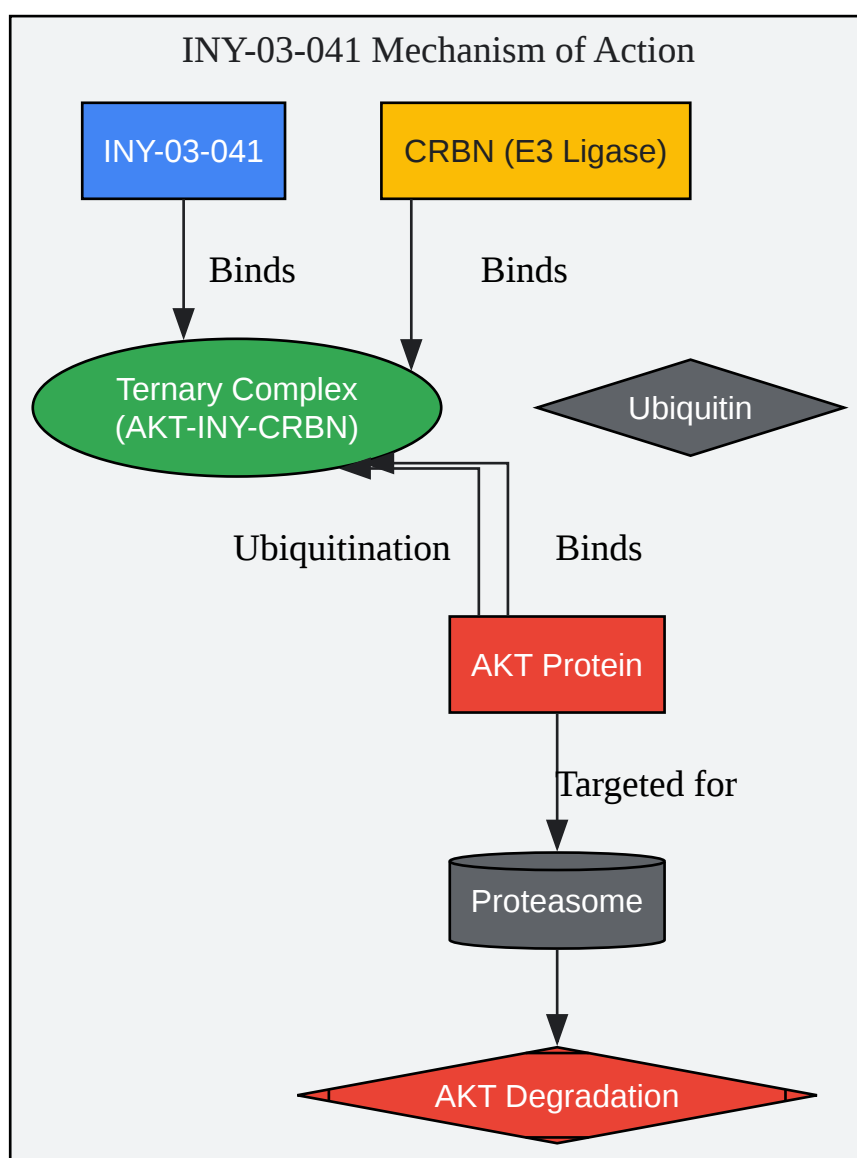 INY-03-041 Mechanism of Action
INY-03-041
CRBN (E3 Ligase)
Binds
Binds
Ternary Complex
(AKT-INY-CRBN)
Ubiquitin
Ubiquitination
Binds
AKT Protein
Targeted for
Proteasome
AKT Degradation